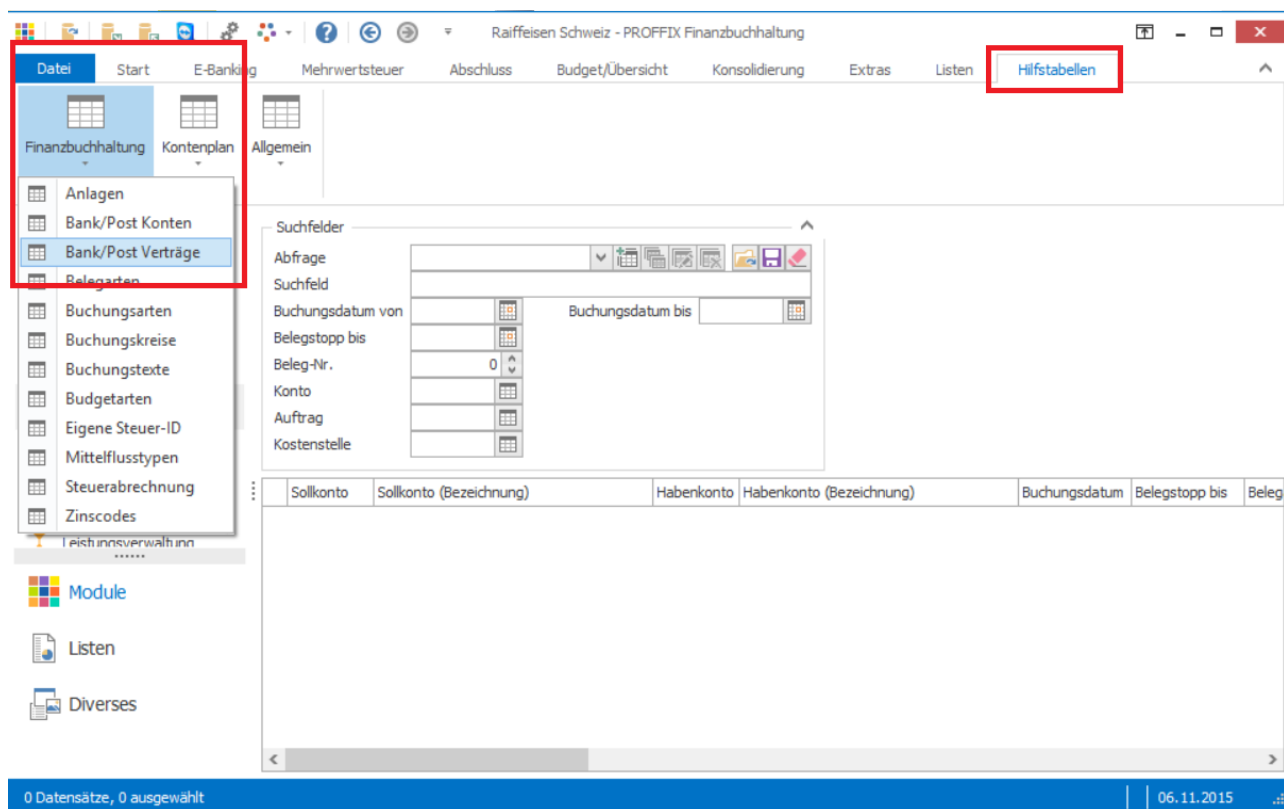 Raiffeisen Schweiz - PROFFIX Finanzbuchhaltung
Datei Start E-Banking Mehrwertsteuer Abschluss Budget/Übersicht Konsolidierung Extras Listen Hilfstabellen
Finanzbuchhaltung Kontenplan Allgemein
Anlagen
Bank/Post Konten
Bank/Post Verträge
Belegarten
Buchungsarten
Buchungskreise
Buchungstexte
Budgetarten
Eigene Steuer-ID
Mittelflusstypen
Steuerabrechnung
Zinscodes
Leistungsverwaltung
Module
Listen
Diverses
Suchfelder
Abfrage
Suchfeld
Buchungsdatum von Buchungsdatum bis
Belegstopp bis
Beleg-Nr. 0
Konto
Auftrag
Kostenstelle
Sollkonto Sollkonto (Bezeichnung) Habenkonto Habenkonto (Bezeichnung) Buchungsdatum Belegstopp bis Beleg
0 Datensätze, 0 ausgewählt 06.11.2015